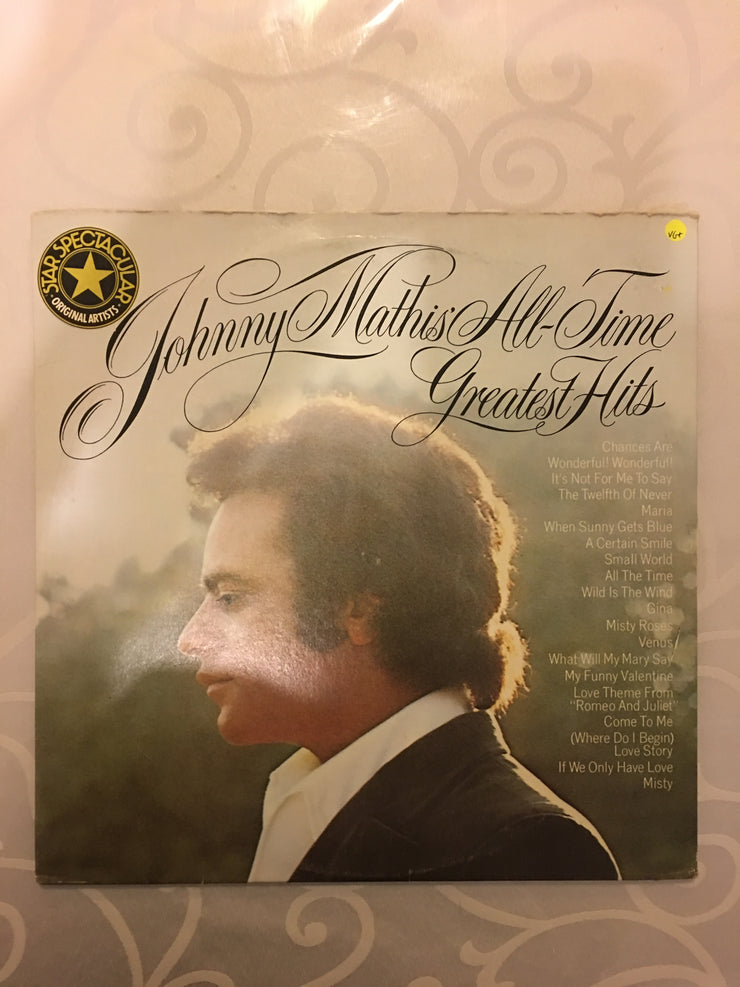 STAR SPECTACULAR
ORIGINAL ARTISTS
VG+
Johnny Mathis' All-Time
Greatest Hits
Chances Are
Wonderful! Wonderful!
It's Not For Me To Say
The Twelfth Of Never
Maria
When Sunny Gets Blue
A Certain Smile
Small World
All The Time
Wild Is The Wind
Gina
Misty Roses
Venus
What Will My Mary Say
My Funny Valentine
Love Theme From
"Romeo And Juliet"
Come To Me
(Where Do I Begin)
Love Story
If We Only Have Love
Misty